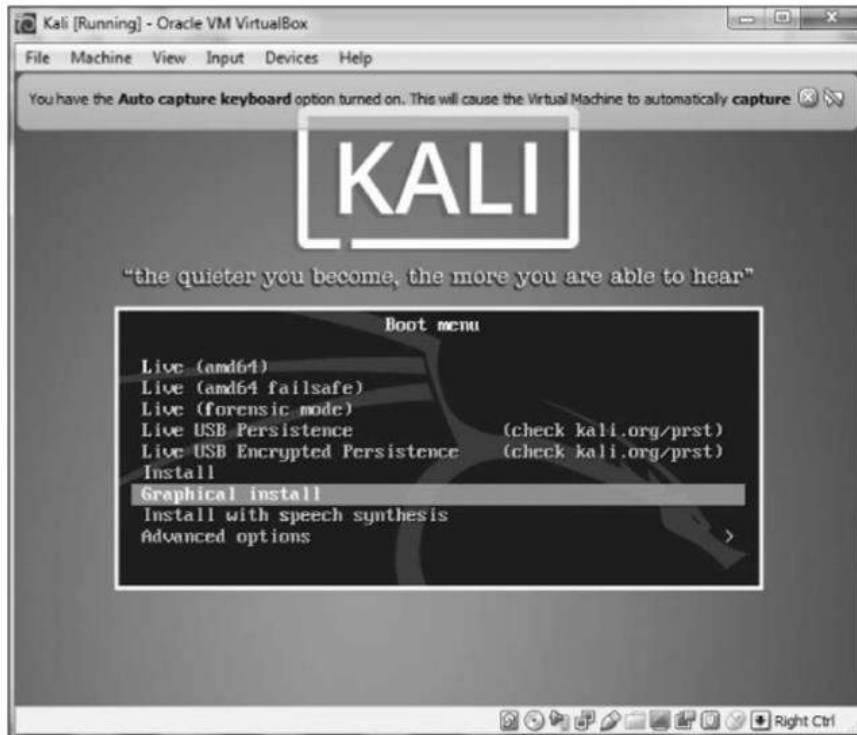 Kali [Running] - Oracle VM VirtualBox
File Machine View Input Devices Help
You have the Auto capture keyboard option turned on. This will cause the Virtual Machine to automatically capture
KALI
“the quieter you become, the more you are able to hear”
Boot menu
Live (amd64)
Live (amd64 failsafe)
Live (forensic mode)
Live USB Persistence (check kali.org/prst)
Live USB Encrypted Persistence (check kali.org/prst)
Install
Graphical install
Install with speech synthesis
Advanced options >
Right Ctrl